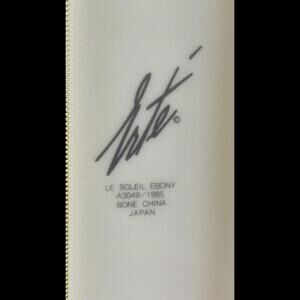 Erté ©
LE SOLEIL EBONY
A3049/1985
BONE CHINA
JAPAN